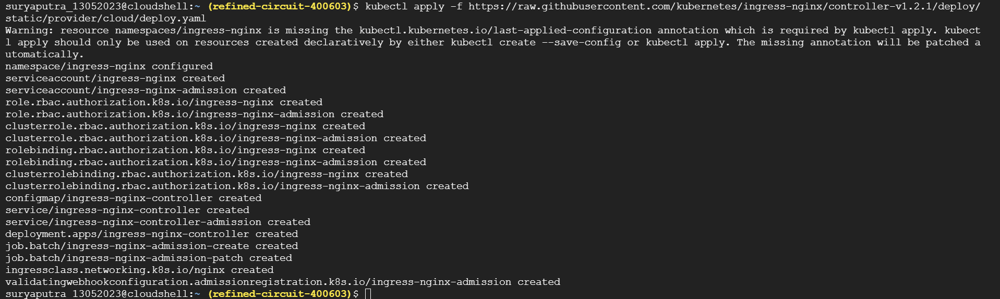 suryaputra_13052023@cloudshell:~ (refined-circuit-400603)$ kubectl apply -f https://raw.githubusercontent.com/kubernetes/ingress-nginx/controller-v1.2.1/deploy/
static/provider/cloud/deploy.yaml
Warning: resource namespaces/ingress-nginx is missing the kubectl.kubernetes.io/last-applied-configuration annotation which is required by kubectl apply. kubect
l apply should only be used on resources created declaratively by either kubectl create --save-config or kubectl apply. The missing annotation will be patched a
utomatically.
namespace/ingress-nginx configured
serviceaccount/ingress-nginx created
serviceaccount/ingress-nginx-admission created
role.rbac.authorization.k8s.io/ingress-nginx created
role.rbac.authorization.k8s.io/ingress-nginx-admission created
clusterrole.rbac.authorization.k8s.io/ingress-nginx created
clusterrole.rbac.authorization.k8s.io/ingress-nginx-admission created
rolebinding.rbac.authorization.k8s.io/ingress-nginx created
rolebinding.rbac.authorization.k8s.io/ingress-nginx-admission created
clusterrolebinding.rbac.authorization.k8s.io/ingress-nginx created
clusterrolebinding.rbac.authorization.k8s.io/ingress-nginx-admission created
configmap/ingress-nginx-controller created
service/ingress-nginx-controller created
service/ingress-nginx-controller-admission created
deployment.apps/ingress-nginx-controller created
job.batch/ingress-nginx-admission-create created
job.batch/ingress-nginx-admission-patch created
ingressclass.networking.k8s.io/nginx created
validatingwebhookconfiguration.admissionregistration.k8s.io/ingress-nginx-admission created
suryaputra_13052023@cloudshell:~ (refined-circuit-400603)$